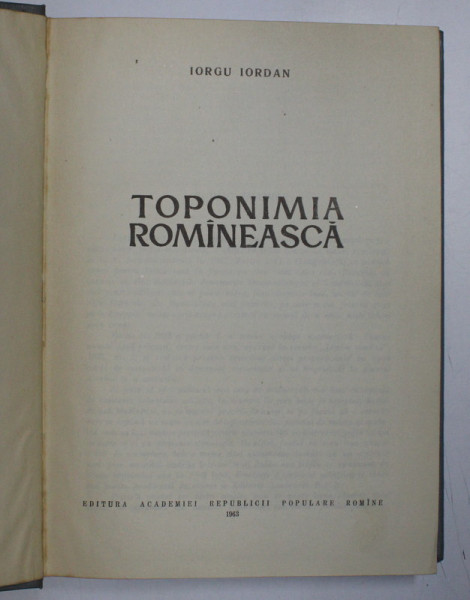 IORGU IORDAN
TOPONIMIA
ROMÎNEASCĂ
EDITURA ACADEMIEI REPUBLICII POPULARE ROMÎNE
1963